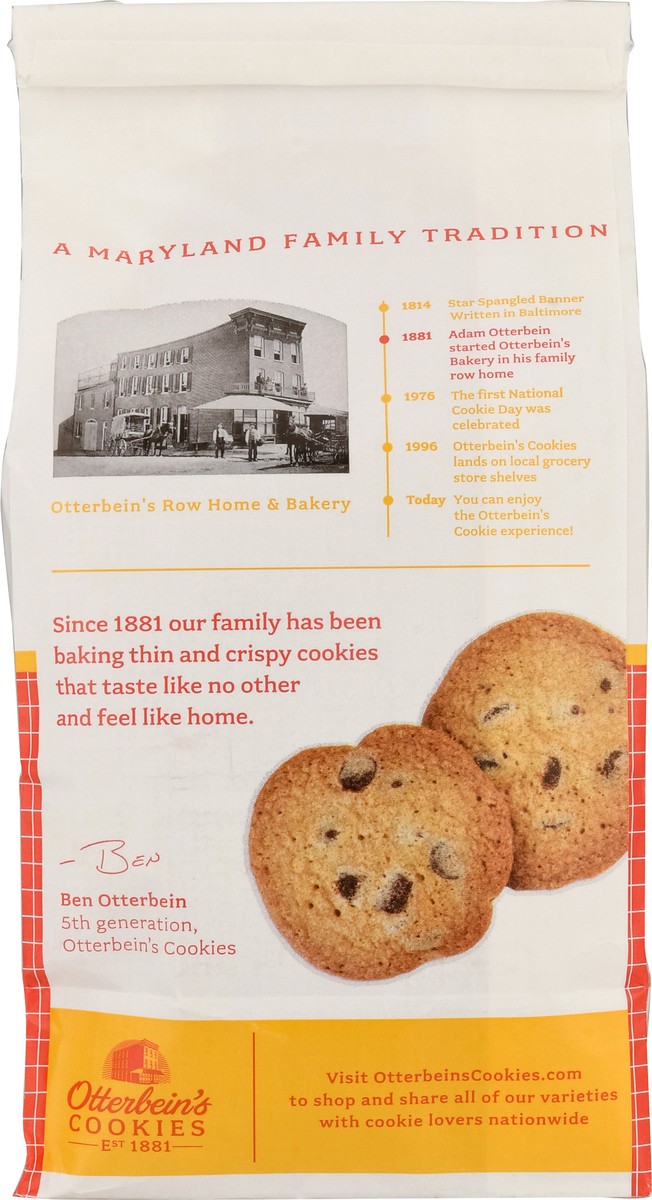 A MARYLAND FAMILY TRADITION
Otterbein's Row Home & Bakery
1814 Star Spangled Banner
Written in Baltimore
1881 Adam Otterbein
started Otterbein's
Bakery in his family
row home
1976 The first National
Cookie Day was
celebrated
1996 Otterbein's Cookies
lands on local grocery
store shelves
Today You can enjoy
the Otterbein's
Cookie experience!
Since 1881 our family has been
baking thin and crispy cookies
that taste like no other
and feel like home.
- BEN
Ben Otterbein
5th generation,
Otterbein's Cookies
Otterbein's
COOKIES
EST 1881
Visit OtterbeinsCookies.com
to shop and share all of our varieties
with cookie lovers nationwide